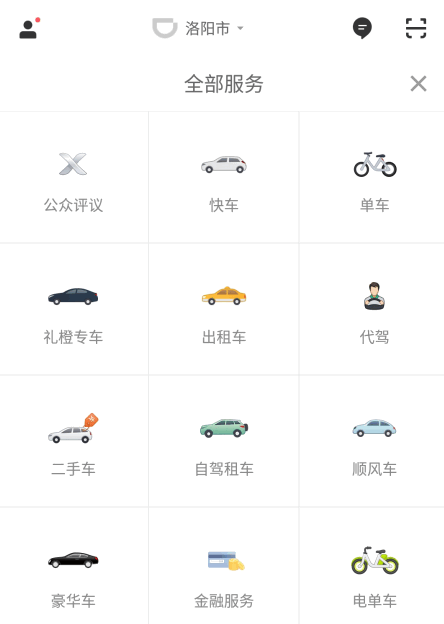 洛阳市
全部服务
公众评议
快车
单车
礼橙专车
出租车
代驾
二手车
自驾租车
顺风车
豪华车
金融服务
电单车